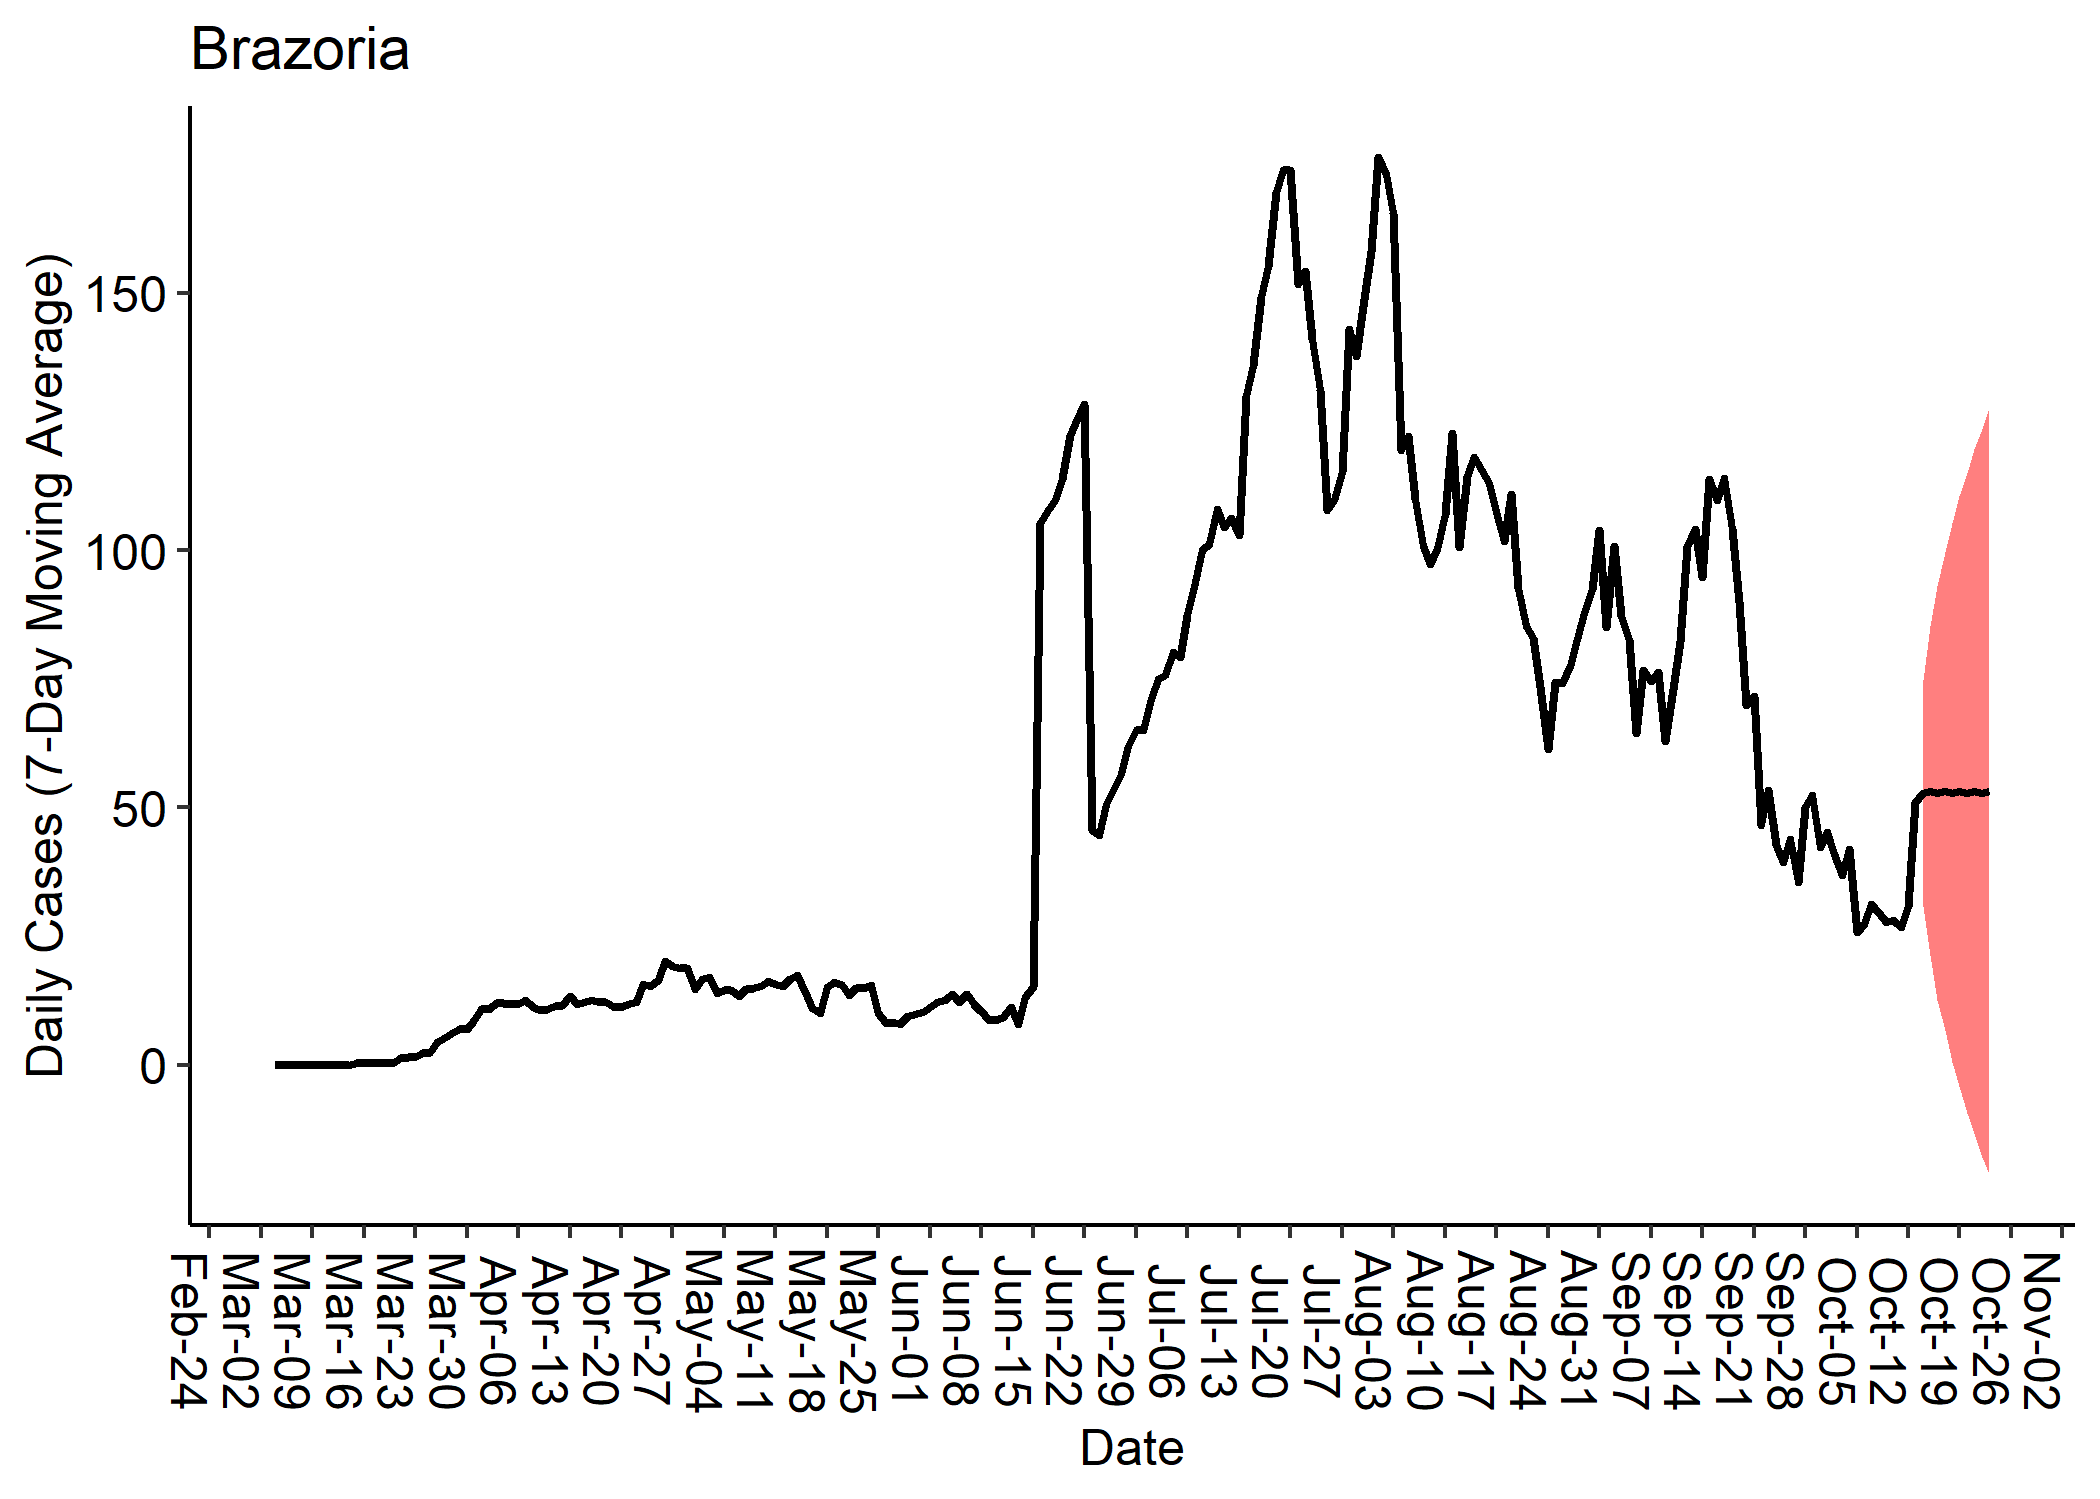 Brazoria
Daily Cases (7-Day Moving Average)
150
100
50
0
Feb-24
Mar-02
Mar-09
Mar-16
Mar-23
Mar-30
Apr-06
Apr-13
Apr-20
Apr-27
May-04
May-11
May-18
May-25
Jun-01
Jun-08
Jun-15
Jun-22
Jun-29
Jul-06
Jul-13
Jul-20
Jul-27
Aug-03
Aug-10
Aug-17
Aug-24
Aug-31
Sep-07
Sep-14
Sep-21
Sep-28
Oct-05
Oct-12
Oct-19
Oct-26
Nov-02
Date